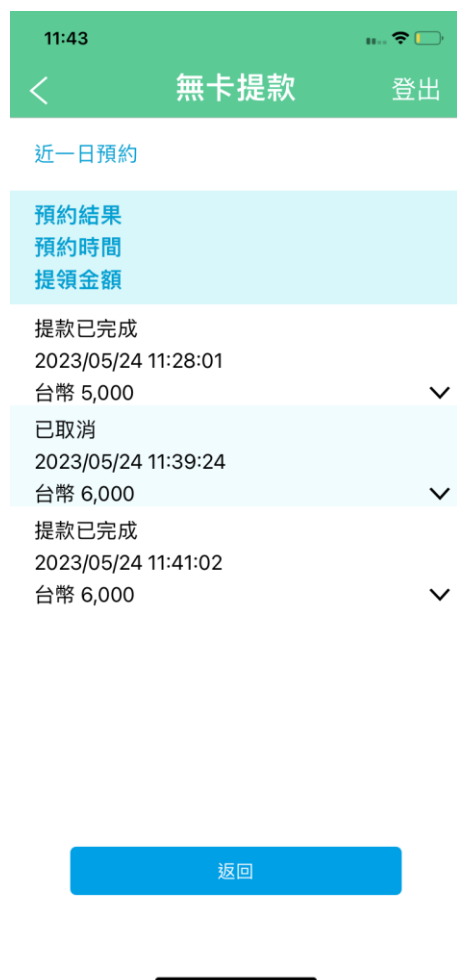 11:43
無卡提款
登出
近一日預約
預約結果
預約時間
提領金額
提款已完成
2023/05/24 11:28:01
台幣 5,000
已取消
2023/05/24 11:39:24
台幣 6,000
提款已完成
2023/05/24 11:41:02
台幣 6,000
返回